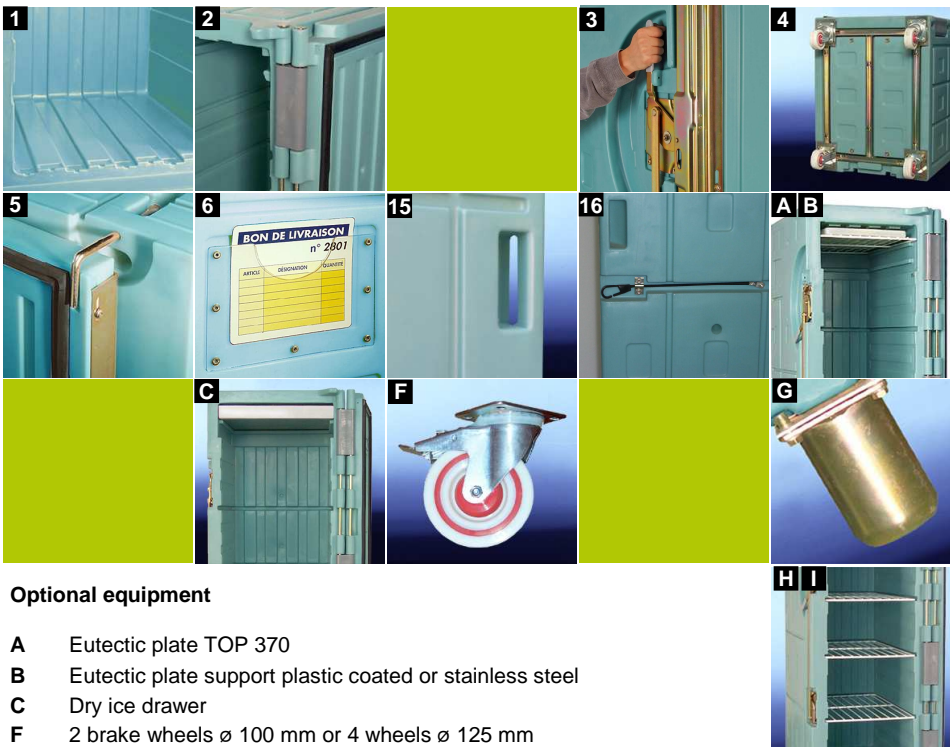 1
2
3
4
5
6
BON DE LIVRAISON
n° 2801
ARTICLE DÉSIGNATION QUANTITÉ
15
16
A B
C
F
G
H I
Optional equipment
A Eutectic plate TOP 370
B Eutectic plate support plastic coated or stainless steel
C Dry ice drawer
F 2 brake wheels ø 100 mm or 4 wheels ø 125 mm